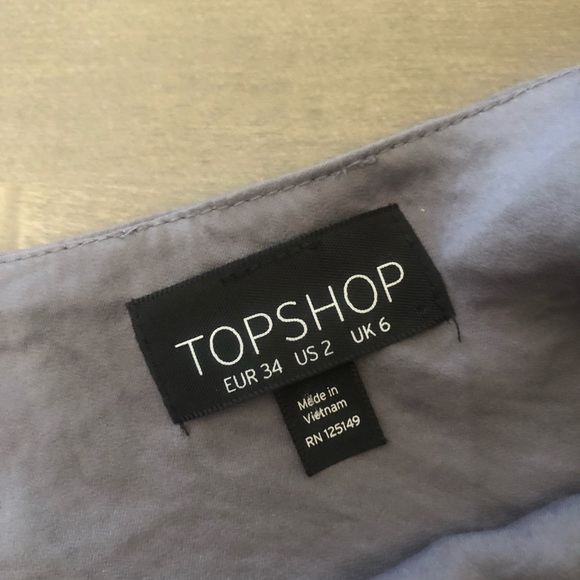 TOPSHOP
EUR 34 US 2 UK 6
Made in
Vietnam
RN 125149